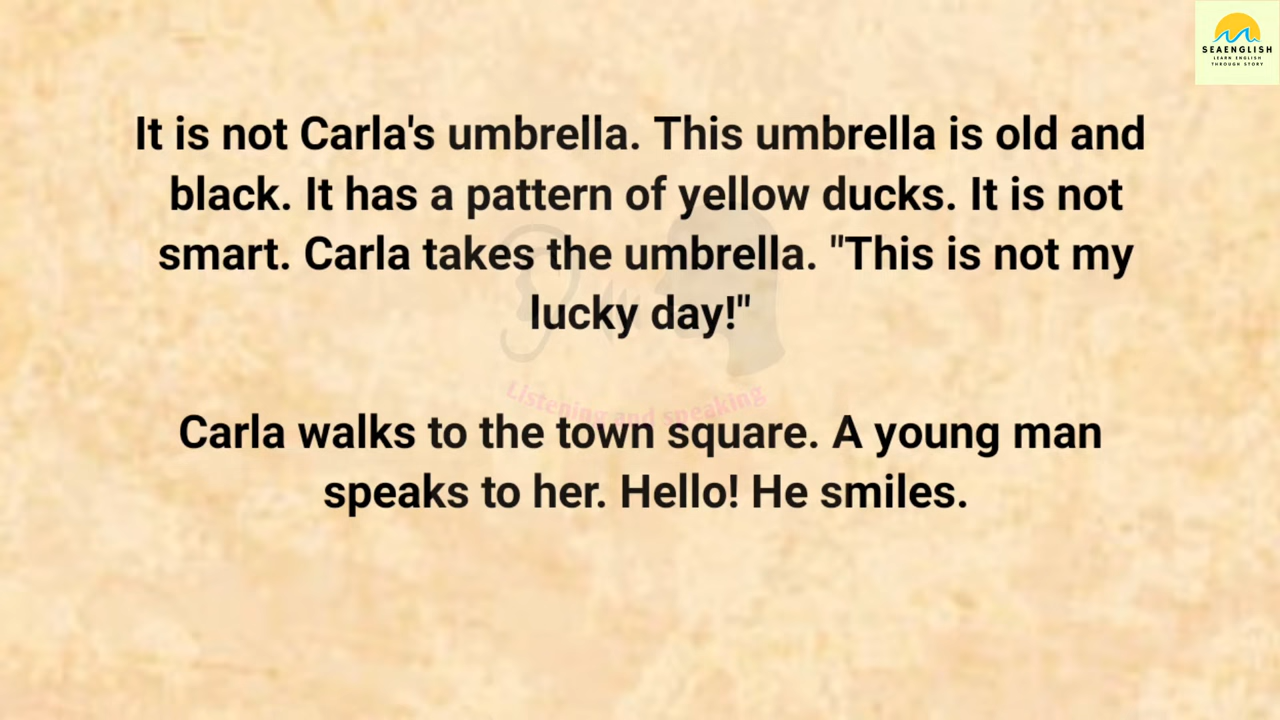 SEAENGLISH
LEARN ENGLISH
THROUGH STORY
It is not Carla's umbrella. This umbrella is old and
black. It has a pattern of yellow ducks. It is not
smart. Carla takes the umbrella. "This is not my
lucky day!"
Listening and speaking
Carla walks to the town square. A young man
speaks to her. Hello! He smiles.